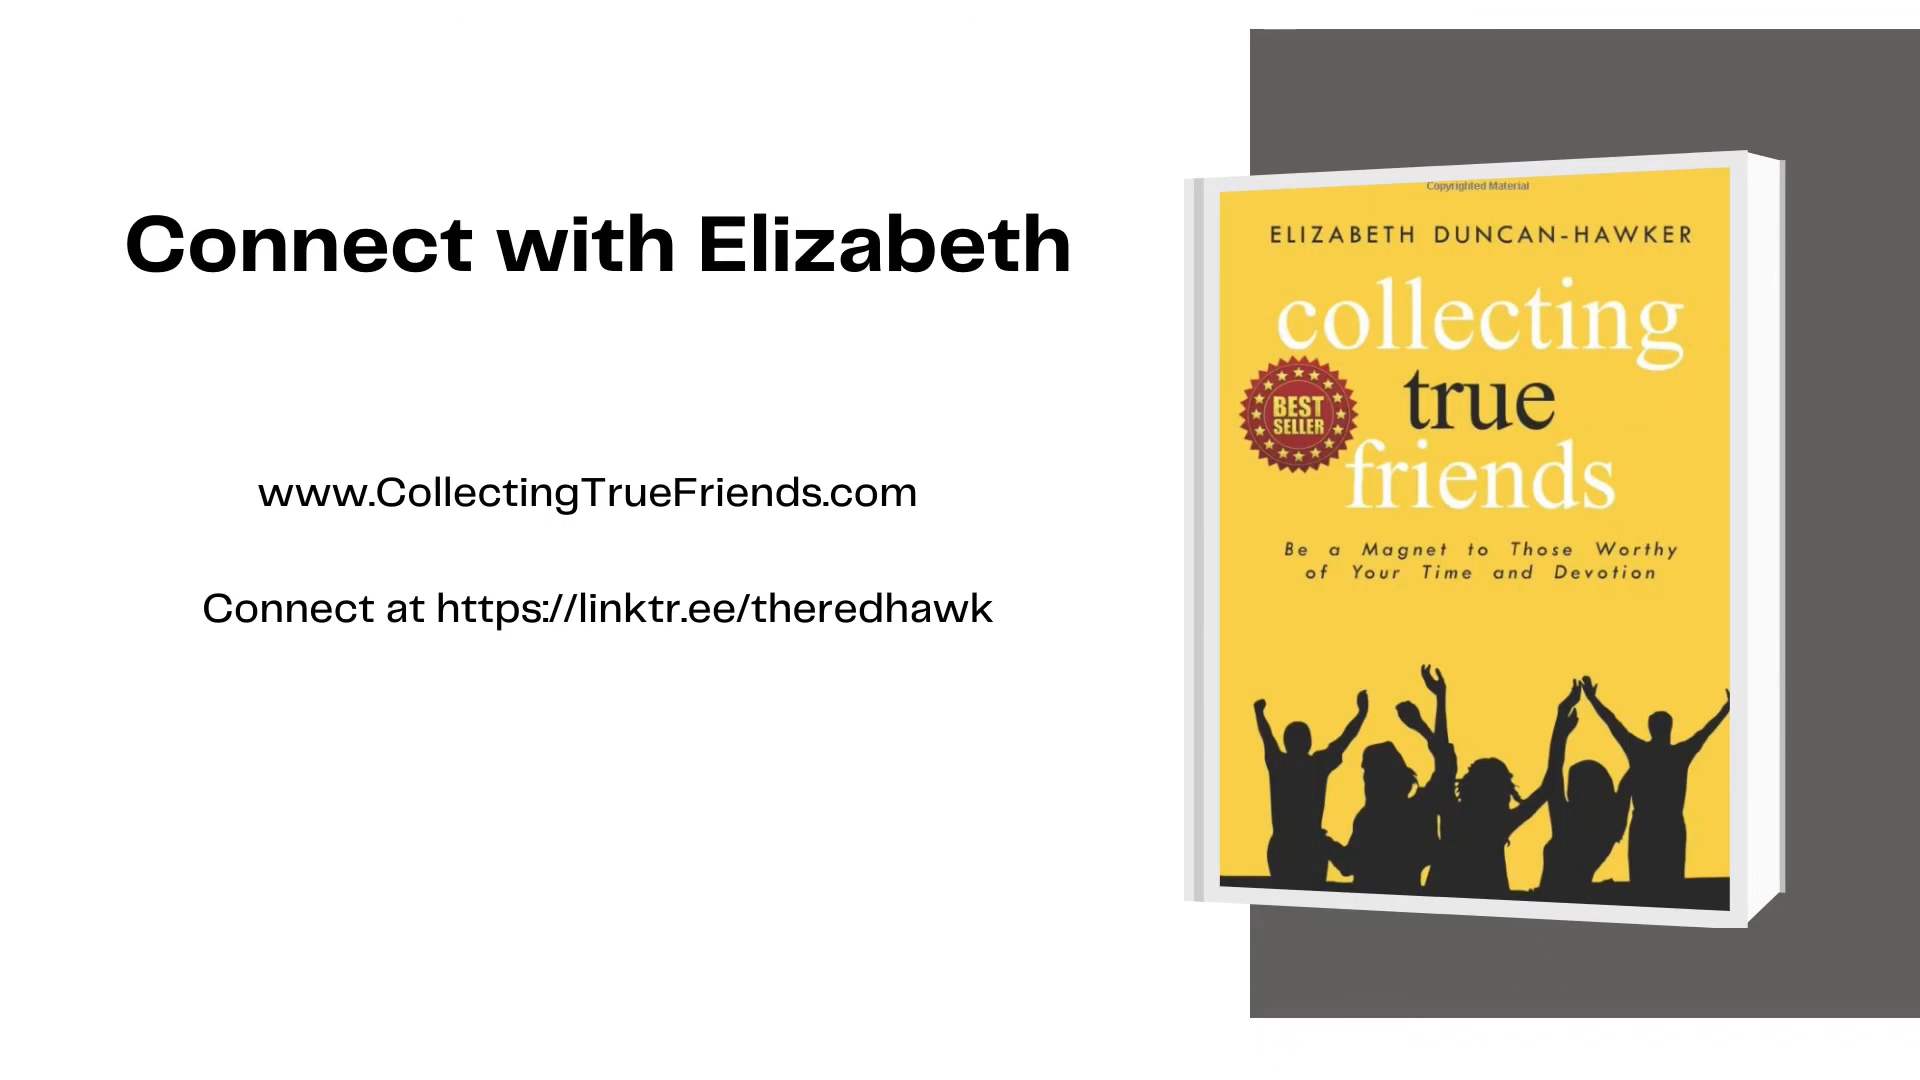 Connect with Elizabeth
www.CollectingTrueFriends.com
Connect at https://linktr.ee/theredhawk
Copyrighted Material
ELIZABETH DUNCAN-HAWKER
collecting
true
friends
BEST
SELLER
Be a Magnet to Those Worthy
of Your Time and Devotion